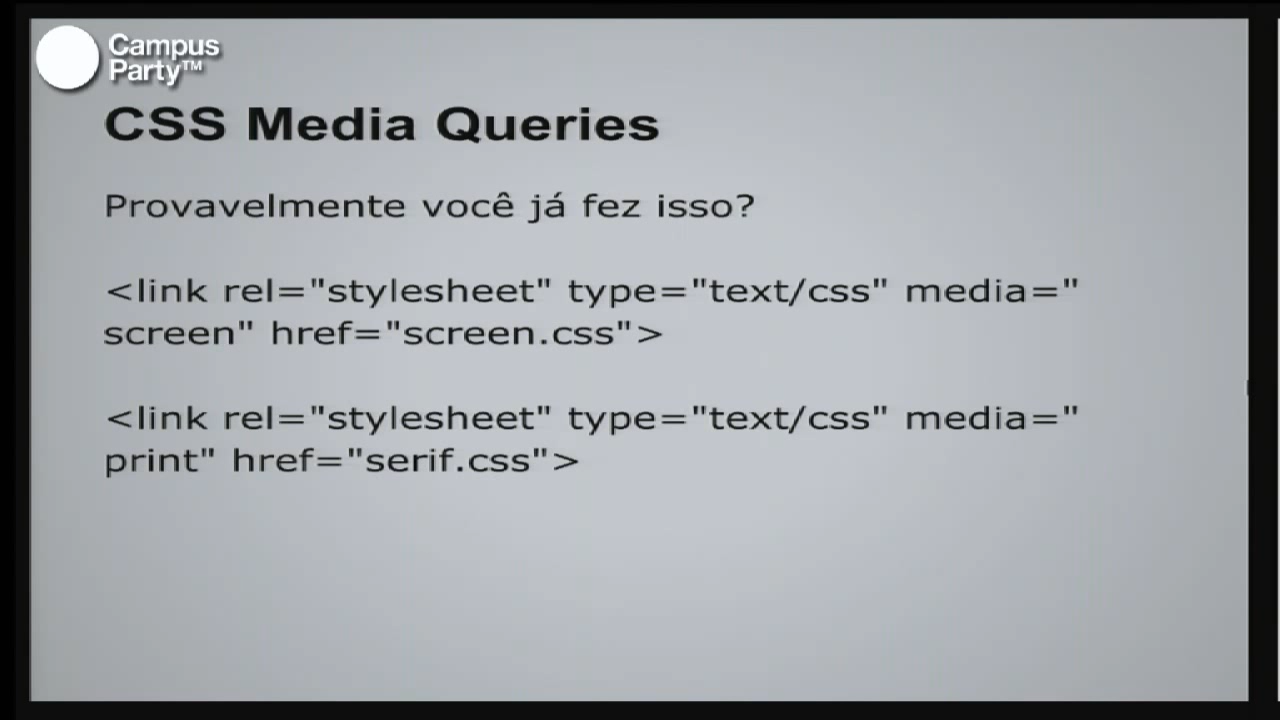 Campus
Party™
CSS Media Queries
Provavelmente você já fez isso?
<link rel="stylesheet" type="text/css" media="
screen" href="screen.css">
<link rel="stylesheet" type="text/css" media="
print" href="serif.css">